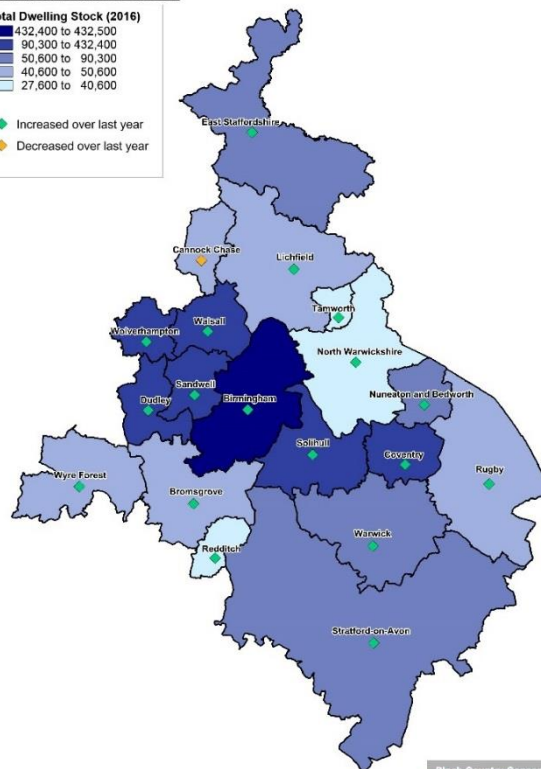 otal Dwelling Stock (2016)
432,400 to 432,500
90,300 to 432,400
50,600 to 90,300
40,600 to 50,600
27,600 to 40,600
Increased over last year
Decreased over last year
East Staffordshire
Cannock Chase
Lichfield
Tamworth
Walsall
Wolverhampton
North Warwickshire
Sandwell
Dudley
Birmingham
Nuneaton and Bedworth
Solihull
Coventry
Rugby
Wyre Forest
Bromsgrove
Warwick
Redditch
Stratford-on-Avon